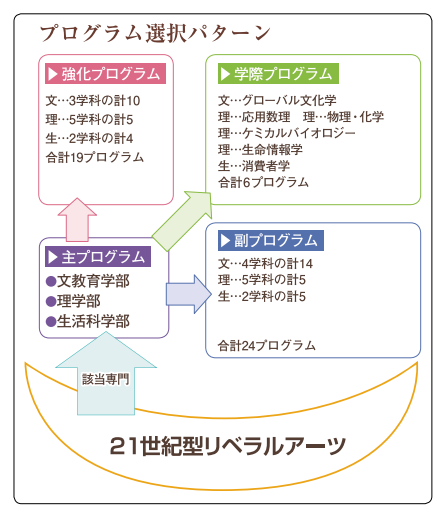 プログラム選択パターン
▶強化プログラム
文…3学科の計10
理…5学科の計5
生…2学科の計4
合計19プログラム
▶学際プログラム
文…グローバル文化学
理…応用数理　理…物理・化学
理…ケミカルバイオロジー
理…生命情報学
生…消費者学
合計6プログラム
▶主プログラム
●文教育学部
●理学部
●生活科学部
▶副プログラム
文…4学科の計14
理…5学科の計5
生…2学科の計5
合計24プログラム
該当専門
21世紀型リベラルアーツ